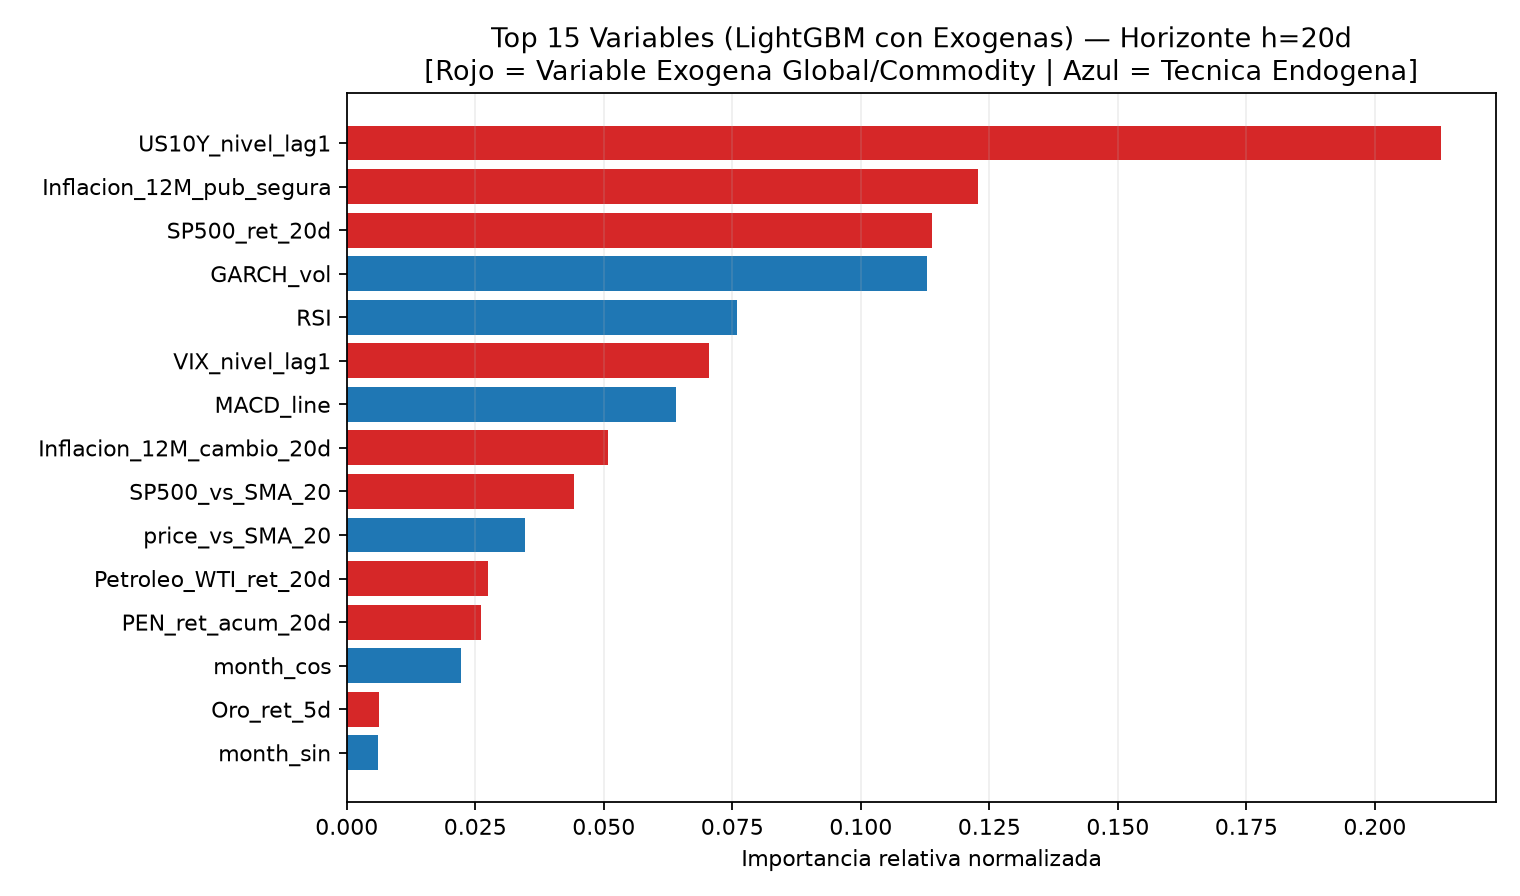 Top 15 Variables (LightGBM con Exogenas) — Horizonte h=20d
[Rojo = Variable Exogena Global/Commodity | Azul = Tecnica Endogena]
US10Y_nivel_lag1
Inflacion_12M_pub_segura
SP500_ret_20d
GARCH_vol
RSI
VIX_nivel_lag1
MACD_line
Inflacion_12M_cambio_20d
SP500_vs_SMA_20
price_vs_SMA_20
Petroleo_WTI_ret_20d
PEN_ret_acum_20d
month_cos
Oro_ret_5d
month_sin
0.000 0.025 0.050 0.075 0.100 0.125 0.150 0.175 0.200
Importancia relativa normalizada